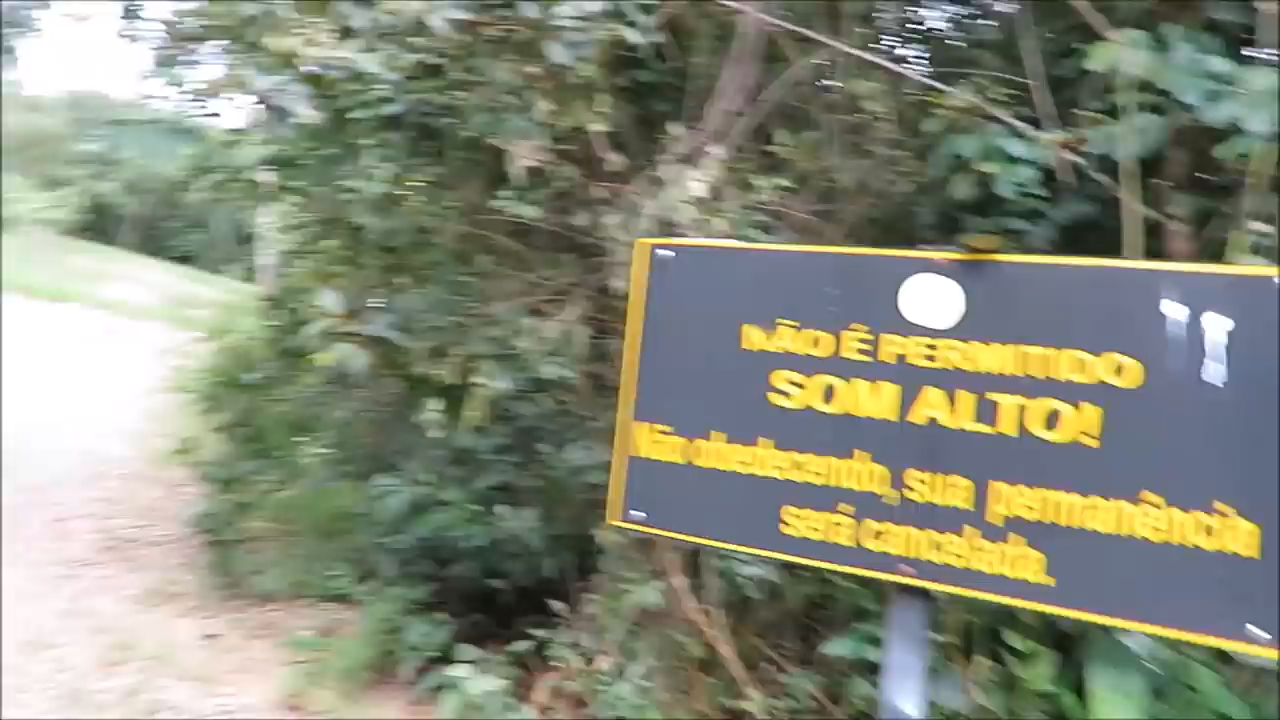 NÃO É PERMITIDO
SOM ALTO!
Não obedecendo, sua permanência
será cancelada.